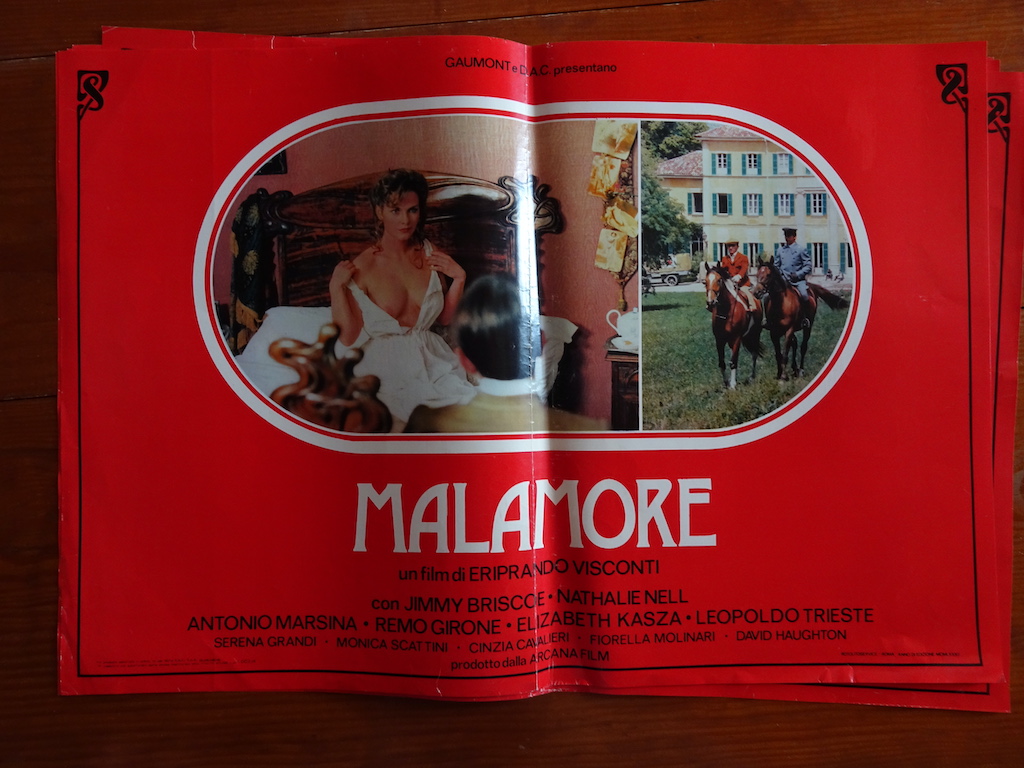 GAUMONT e D.A.C. presentano
MALAMORE
un film di ERIPRANDO VISCONTI
con JIMMY BRISCOE • NATHALIE NELL
ANTONIO MARSINA • REMO GIRONE • ELIZABETH KASZA • LEOPOLDO TRIESTE
SERENA GRANDI • MONICA SCATTINI • CINZIA CAVALIERI • FIORELLA MOLINARI • DAVID HAUGHTON
prodotto dalla ARCANA FILM